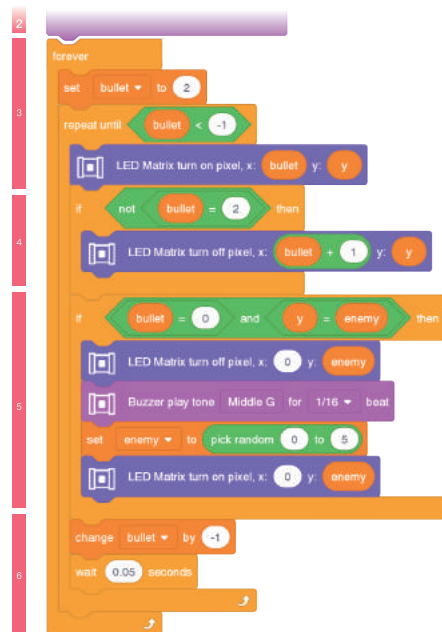 2
forever
3
set bullet to 2
repeat until bullet < -1
LED Matrix turn on pixel, x: bullet y: y
4
if not bullet = 2 then
LED Matrix turn off pixel, x: bullet + 1 y: y
5
if bullet = 0 and y = enemy then
LED Matrix turn off pixel, x: 0 y: enemy
Buzzer play tone Middle G for 1/16 beat
set enemy to pick random 0 to 5
LED Matrix turn on pixel, x: 0 y: enemy
6
change bullet by -1
wait 0.05 seconds